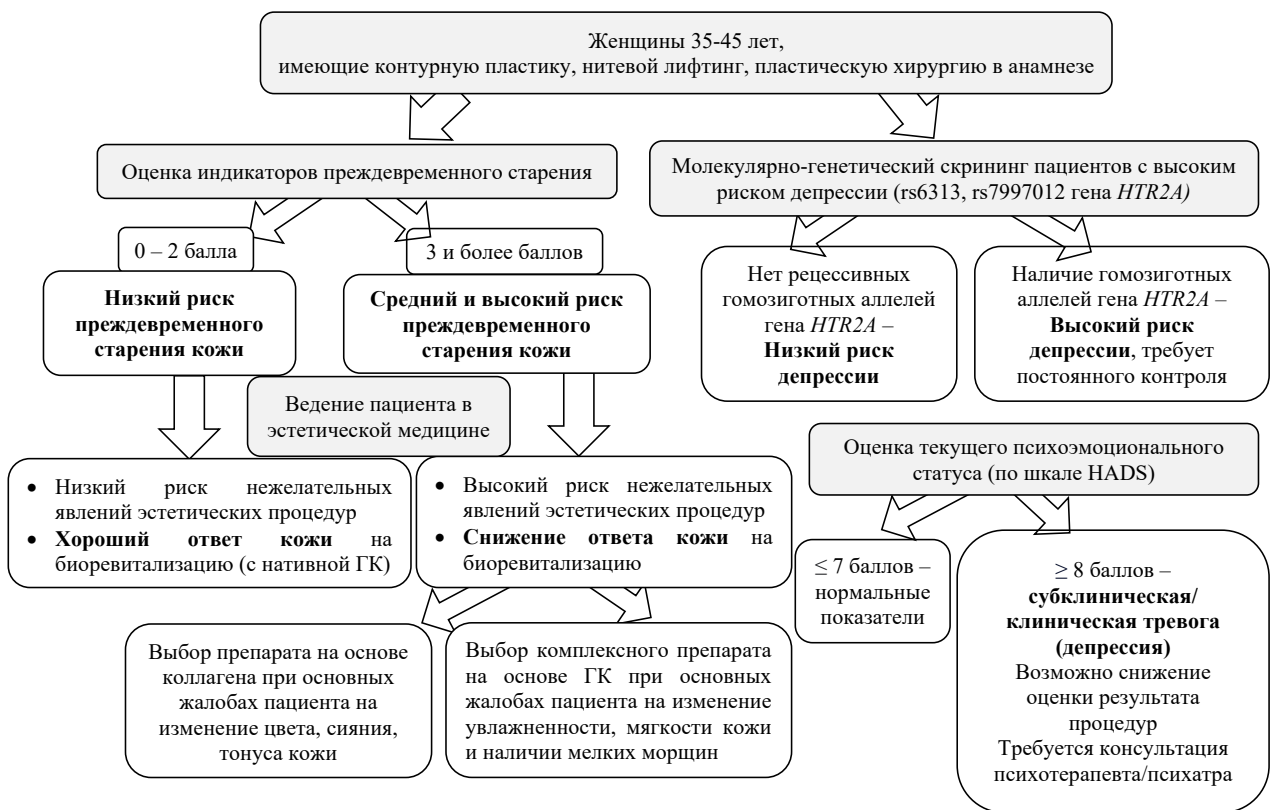 Женщины 35-45 лет,
имеющие контурную пластику, нитевой лифтинг, пластическую хирургию в анамнезе
Оценка индикаторов преждевременного старения
Молекулярно-генетический скрининг пациентов с высоким
риском депрессии (rs6313, rs7997012 гена HTR2A)
0 – 2 балла
3 и более баллов
Низкий риск
преждевременного
старения кожи
Средний и высокий риск
преждевременного
старения кожи
Нет рецессивных
гомозиготных аллелей
гена HTR2A –
Низкий риск
депрессии
Наличие гомозиготных
аллелей гена HTR2A –
Высокий риск
депрессии, требует
постоянного контроля
Ведение пациента в
эстетической медицине
Оценка текущего психоэмоционального
статуса (по шкале HADS)
• Низкий риск нежелательных
явлений эстетических процедур
• Хороший ответ кожи на
биоревитализацию (с нативной ГК)
• Высокий риск нежелательных
явлений эстетических процедур
• Снижение ответа кожи на
биоревитализацию
≤ 7 баллов –
нормальные
показатели
≥ 8 баллов –
субклиническая/
клиническая тревога
(депрессия)
Возможно снижение
оценки результата
процедур
Требуется консультация
психотерапевта/психатра
Выбор препарата на основе
коллагена при основных
жалобах пациента на
изменение цвета, сияния,
тонуса кожи
Выбор комплексного препарата
на основе ГК при основных
жалобах пациента на изменение
увлажненности, мягкости кожи
и наличии мелких морщин